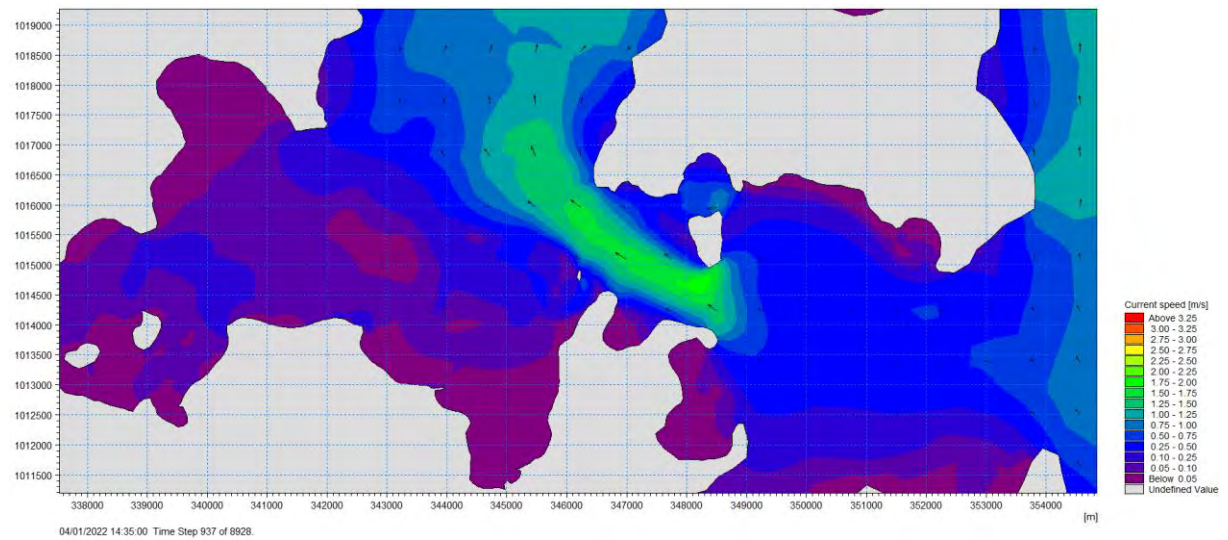 1019000
1018500
1018000
1017500
1017000
1016500
1016000
1015500
1015000
1014500
1014000
1013500
1013000
1012500
1012000
1011500
338000 339000 340000 341000 342000 343000 344000 345000 346000 347000 348000 349000 350000 351000 352000 353000 354000
[m]
04/01/2022 14:35:00 Time Step 937 of 8928.
Current speed [m/s]
Above 3.25
3.00 - 3.25
2.75 - 3.00
2.50 - 2.75
2.25 - 2.50
2.00 - 2.25
1.75 - 2.00
1.50 - 1.75
1.25 - 1.50
1.00 - 1.25
0.75 - 1.00
0.50 - 0.75
0.25 - 0.50
0.10 - 0.25
0.05 - 0.10
Below 0.05
Undefined Value